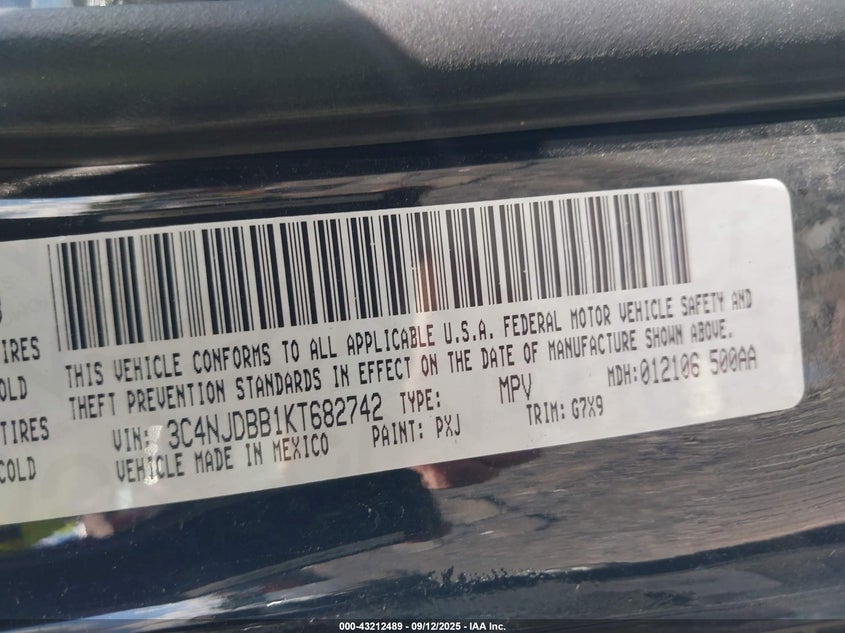 THIS VEHICLE CONFORMS TO ALL APPLICABLE U.S.A. FEDERAL MOTOR VEHICLE SAFETY AND
THEFT PREVENTION STANDARDS IN EFFECT ON THE DATE OF MANUFACTURE SHOWN ABOVE.
IRES
OLD
TIRES
COLD
VIN: 3C4NJDBB1KT682742 TYPE: MPV MDH: 012106 500AA
VEHICLE MADE IN MEXICO PAINT: PXJ TRIM: G7X9
000-43212489 - 09/12/2025 - IAA Inc.